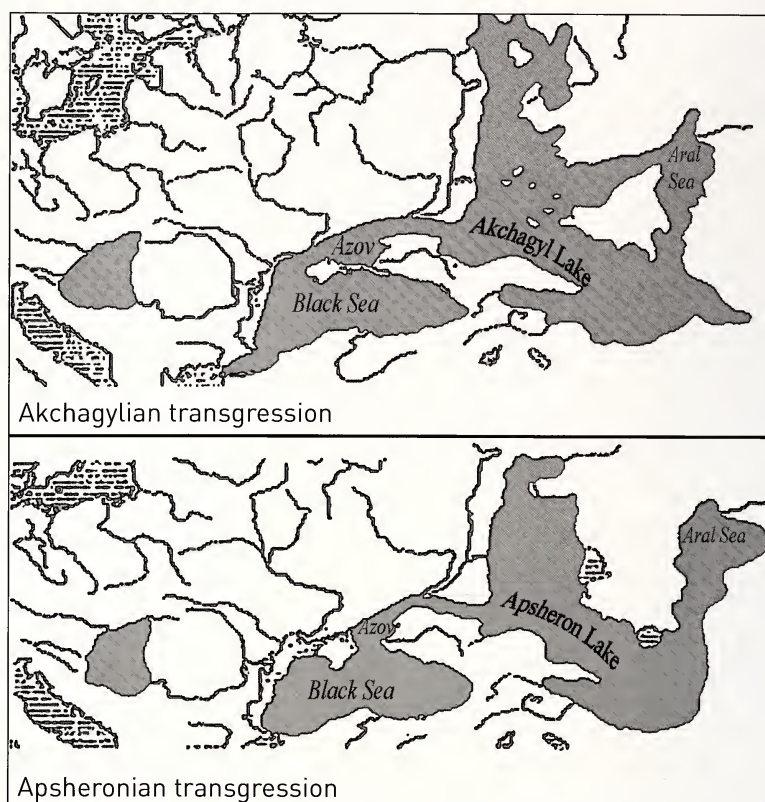 Aral
Sea
Azov
Akchagyl Lake
Black Sea
Akchagylian transgression
Aral Sea
Apsheron Lake
Azov
Black Sea
Apsheronian transgression